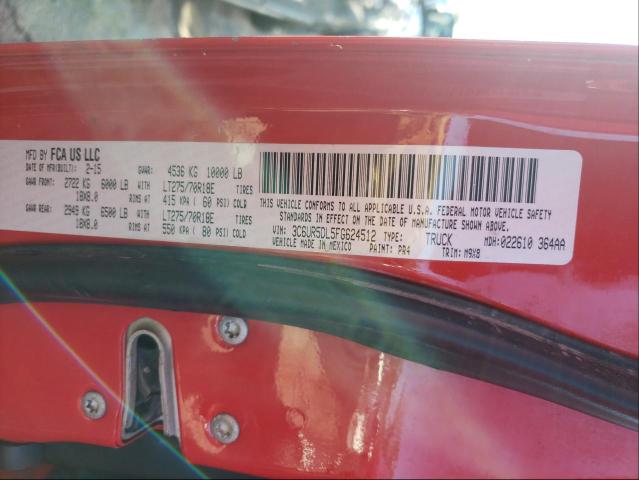 MFD BY FCA US LLC
DATE OF MFR(BUILT): 2-15 GVWR: 4536 KG 10000 LB
GAWR FRONT: 2722 KG 6000 LB WITH LT275/70R18E TIRES
18X8.0 RIMS AT 415 KPA ( 60 PSI) COLD
GAWR REAR: 2949 KG 6500 LB WITH LT275/70R18E TIRES
18X8.0 RIMS AT 550 KPA ( 80 PSI) COLD
THIS VEHICLE CONFORMS TO ALL APPLICABLE U.S.A. FEDERAL MOTOR VEHICLE SAFETY
STANDARDS IN EFFECT ON THE DATE OF MANUFACTURE SHOWN ABOVE.
VIN: 3C6UR5DL5FG624512 TYPE: TRUCK MDH:022610 364AA
VEHICLE MADE IN MEXICO PAINT: PR4 TRIM: M9X8